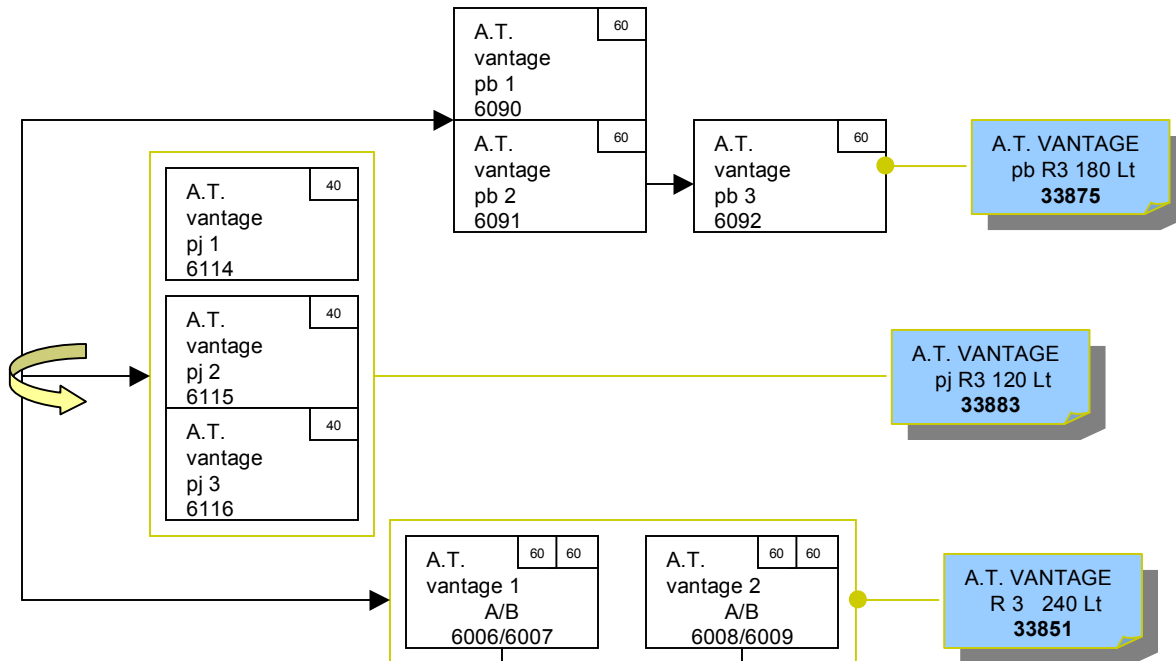 A.T.
60
vantage
pb 1
6090
A.T.
60
vantage
pb 2
6091
A.T.
60
vantage
pb 3
6092
A.T. VANTAGE
pb R3 180 Lt
33875
A.T.
40
vantage
pj 1
6114
A.T.
40
vantage
pj 2
6115
A.T.
40
vantage
pj 3
6116
A.T. VANTAGE
pj R3 120 Lt
33883
A.T.
60 60
vantage 1
A/B
6006/6007
A.T.
60 60
vantage 2
A/B
6008/6009
A.T. VANTAGE
R 3 240 Lt
33851